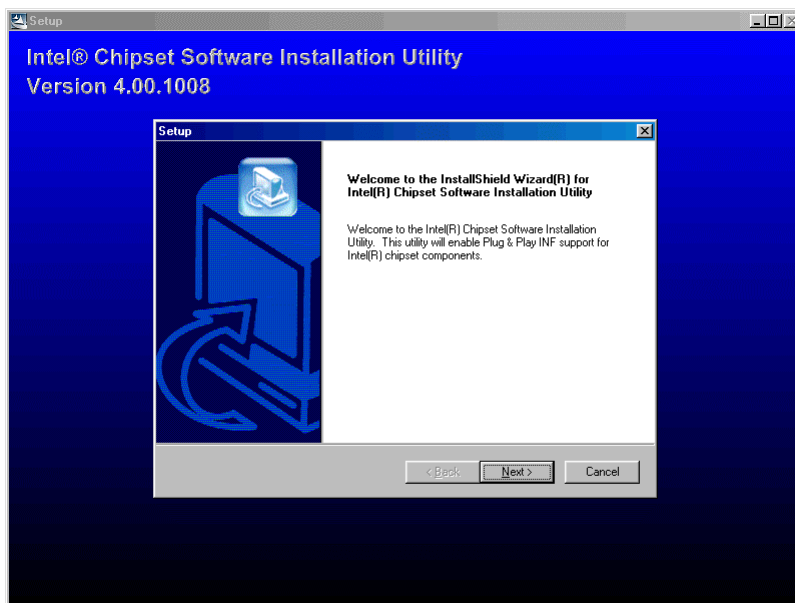 Setup
Intel® Chipset Software Installation Utility
Version 4.00.1008
Setup
Welcome to the InstallShield Wizard(R) for
Intel(R) Chipset Software Installation Utility
Welcome to the Intel(R) Chipset Software Installation
Utility. This utility will enable Plug & Play INF support for
Intel(R) chipset components.
< Back
Next >
Cancel